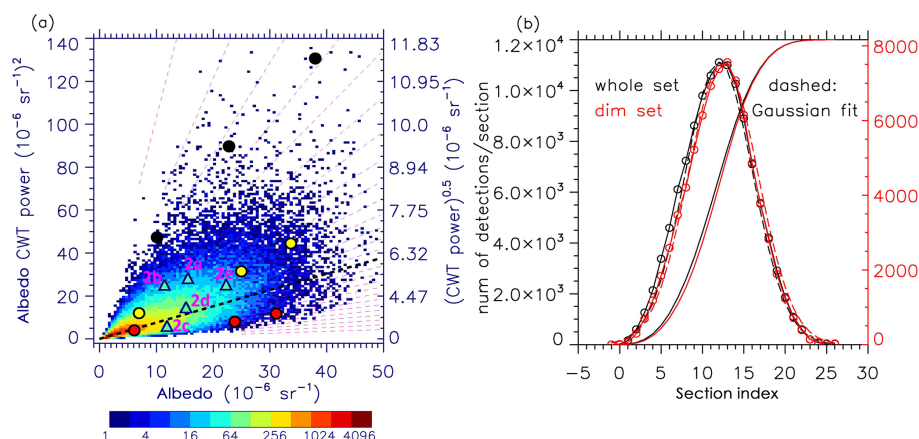 (a)
140
120
100
80
60
40
20
0
Albedo CWT power (10⁻⁶ sr⁻¹)²
11.83
10.95
10.0
8.94
7.75
6.32
4.47
0
(CWT power)^0.5 (10⁻⁶ sr⁻¹)
2b
2a
2e
2d
2c
0 10 20 30 40 50
Albedo (10⁻⁶ sr⁻¹)
1 4 16 64 256 1024 4096
(b)
1.2×10⁴
1.0×10⁴
8.0×10³
6.0×10³
4.0×10³
2.0×10³
0.0
num of detections/section
whole set
dim set
dashed:
Gaussian fit
8000
6000
4000
2000
0
−5 0 5 10 15 20 25 30
Section index